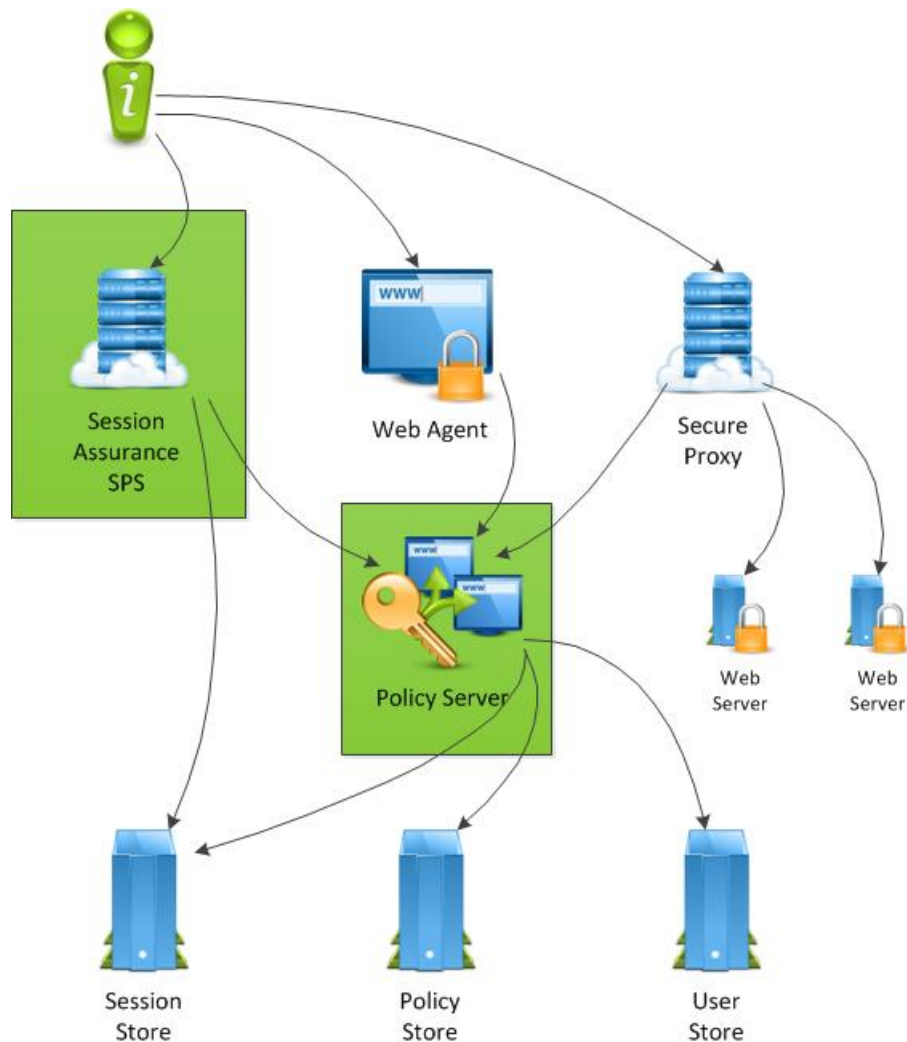 i
www
Session
Assurance
SPS
Web Agent
Secure
Proxy
www
www
Policy Server
Web
Server
Web
Server
Session
Store
Policy
Store
User
Store